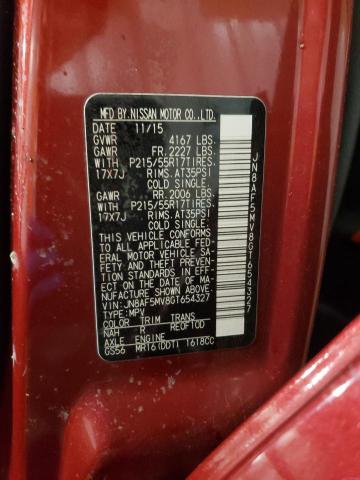 MFD BY.NISSAN MOTOR CO.,LTD.
DATE 11/15
GVWR 4167 LBS.
GAWR FR.2227 LBS.
WITH P215/55R17TIRES.
17X7J RIMS.AT35PSI
COLD SINGLE.
GAWR RR.2006 LBS.
WITH P215/55R17TIRES.
17X7J RIMS.AT35PSI
COLD SINGLE.
THIS VEHICLE CONFORMS
TO ALL APPLICABLE FED-
ERAL MOTOR VEHICLE SA-
FETY AND THEFT PREVEN-
TION STANDARDS IN EFF-
ECT ON THE DATE OF MA-
NUFACTURE SHOWN ABOVE.
VIN:JN8AF5MV8GT654327
TYPE:MPV
COLOR TRIM TRANS
NAH R RE0F10D
AXLE ENGINE
GS56 MR16(DDT) 1618CC
JN8AF5MV8GT654327